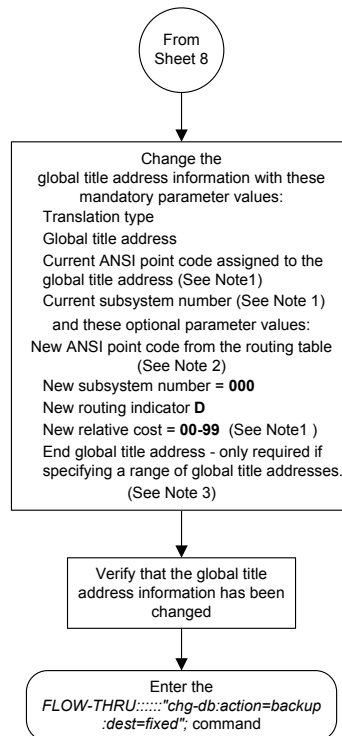 From
Sheet 8
Change the
global title address information with these
mandatory parameter values:
Translation type
Global title address
Current ANSI point code assigned to the
global title address (See Note1)
Current subsystem number (See Note 1)
and these optional parameter values:
New ANSI point code from the routing table
(See Note 2)
New subsystem number = 000
New routing indicator D
New relative cost = 00-99 (See Note1 )
End global title address - only required if
specifying a range of global title addresses.
(See Note 3)
Verify that the global title
address information has been
changed
Enter the
FLOW-THRU::::::"chg-db:action=backup
:dest=fixed"; command